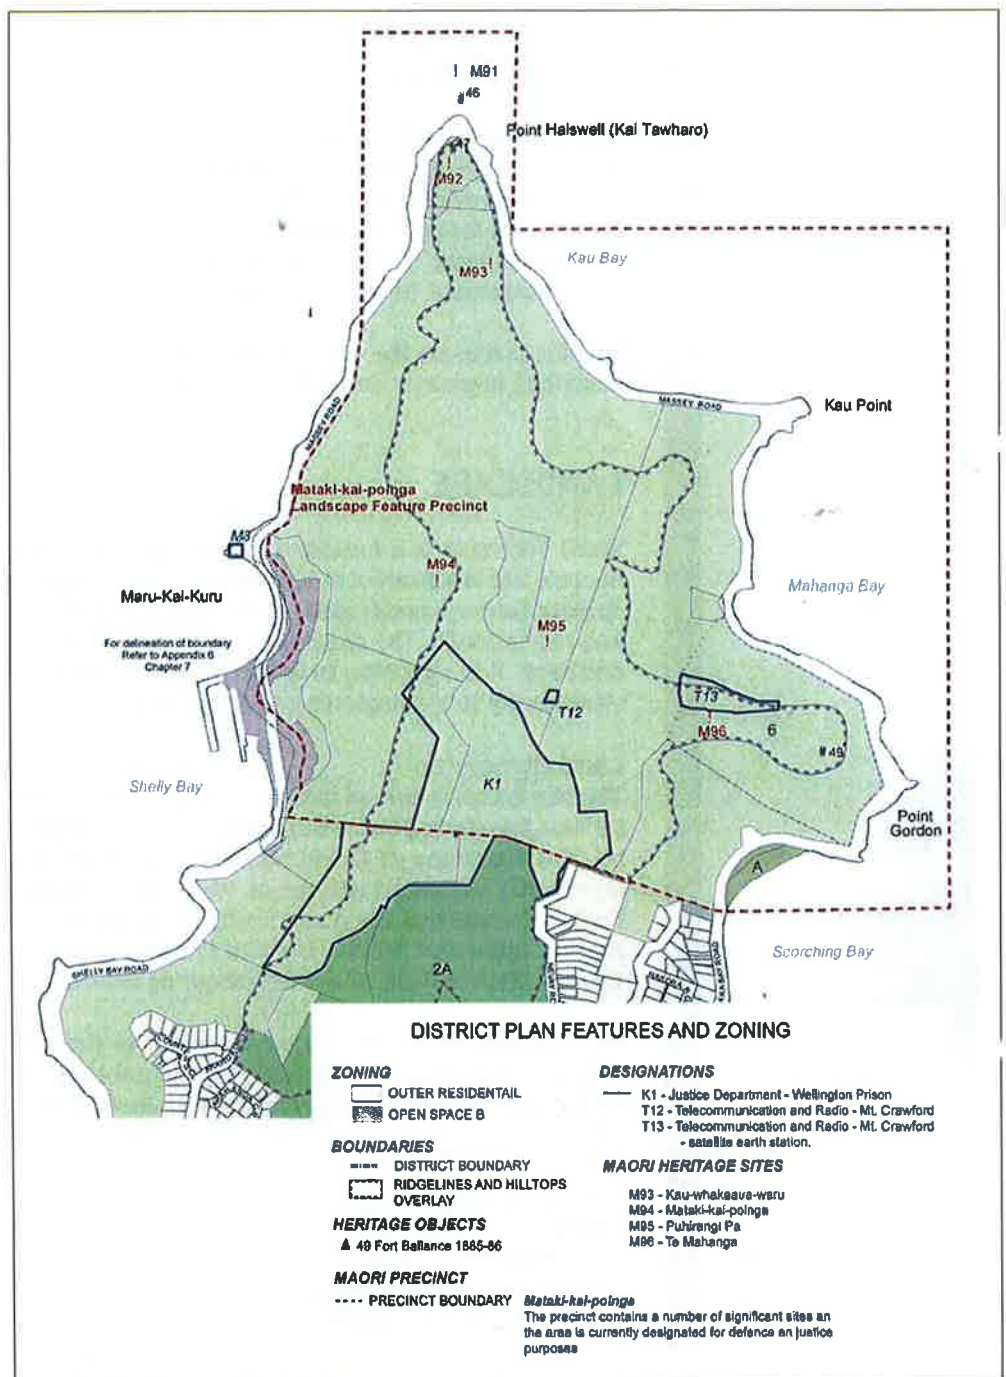 M91
46
Point Halswell (Kai Tawharo)
47
M92
Kau Bay
M93
MASSEY ROAD
MASSEY ROAD
Kau Point
Mataki-kai-poinga
Landscape Feature Precinct
M3
M94
Mahanga Bay
Maru-Kai-Kuru
M95
For delineation of boundary
Refer to Appendix 6
Chapter 7
T13
T12
M96
6
49
Shelly Bay
K1
Point
Gordon
A
Scorching Bay
SHELLY BAY ROAD
2A
DISTRICT PLAN FEATURES AND ZONING
ZONING
OUTER RESIDENTAIL
OPEN SPACE B
BOUNDARIES
DISTRICT BOUNDARY
RIDGELINES AND HILLTOPS
OVERLAY
HERITAGE OBJECTS
49 Fort Ballance 1885-86
MAORI PRECINCT
PRECINCT BOUNDARY
DESIGNATIONS
K1 - Justice Department - Wellington Prison
T12 - Telecommunication and Radio - Mt. Crawford
T13 - Telecommunication and Radio - Mt. Crawford
- satellite earth station.
MAORI HERITAGE SITES
M93 - Kau-whakaaua-waru
M94 - Mataki-kai-poinga
M95 - Puhirangi Pa
M96 - Te Mahanga
Mataki-kai-poinga
The precinct contains a number of significant sites an
the area is currently designated for defence an justice
purposes